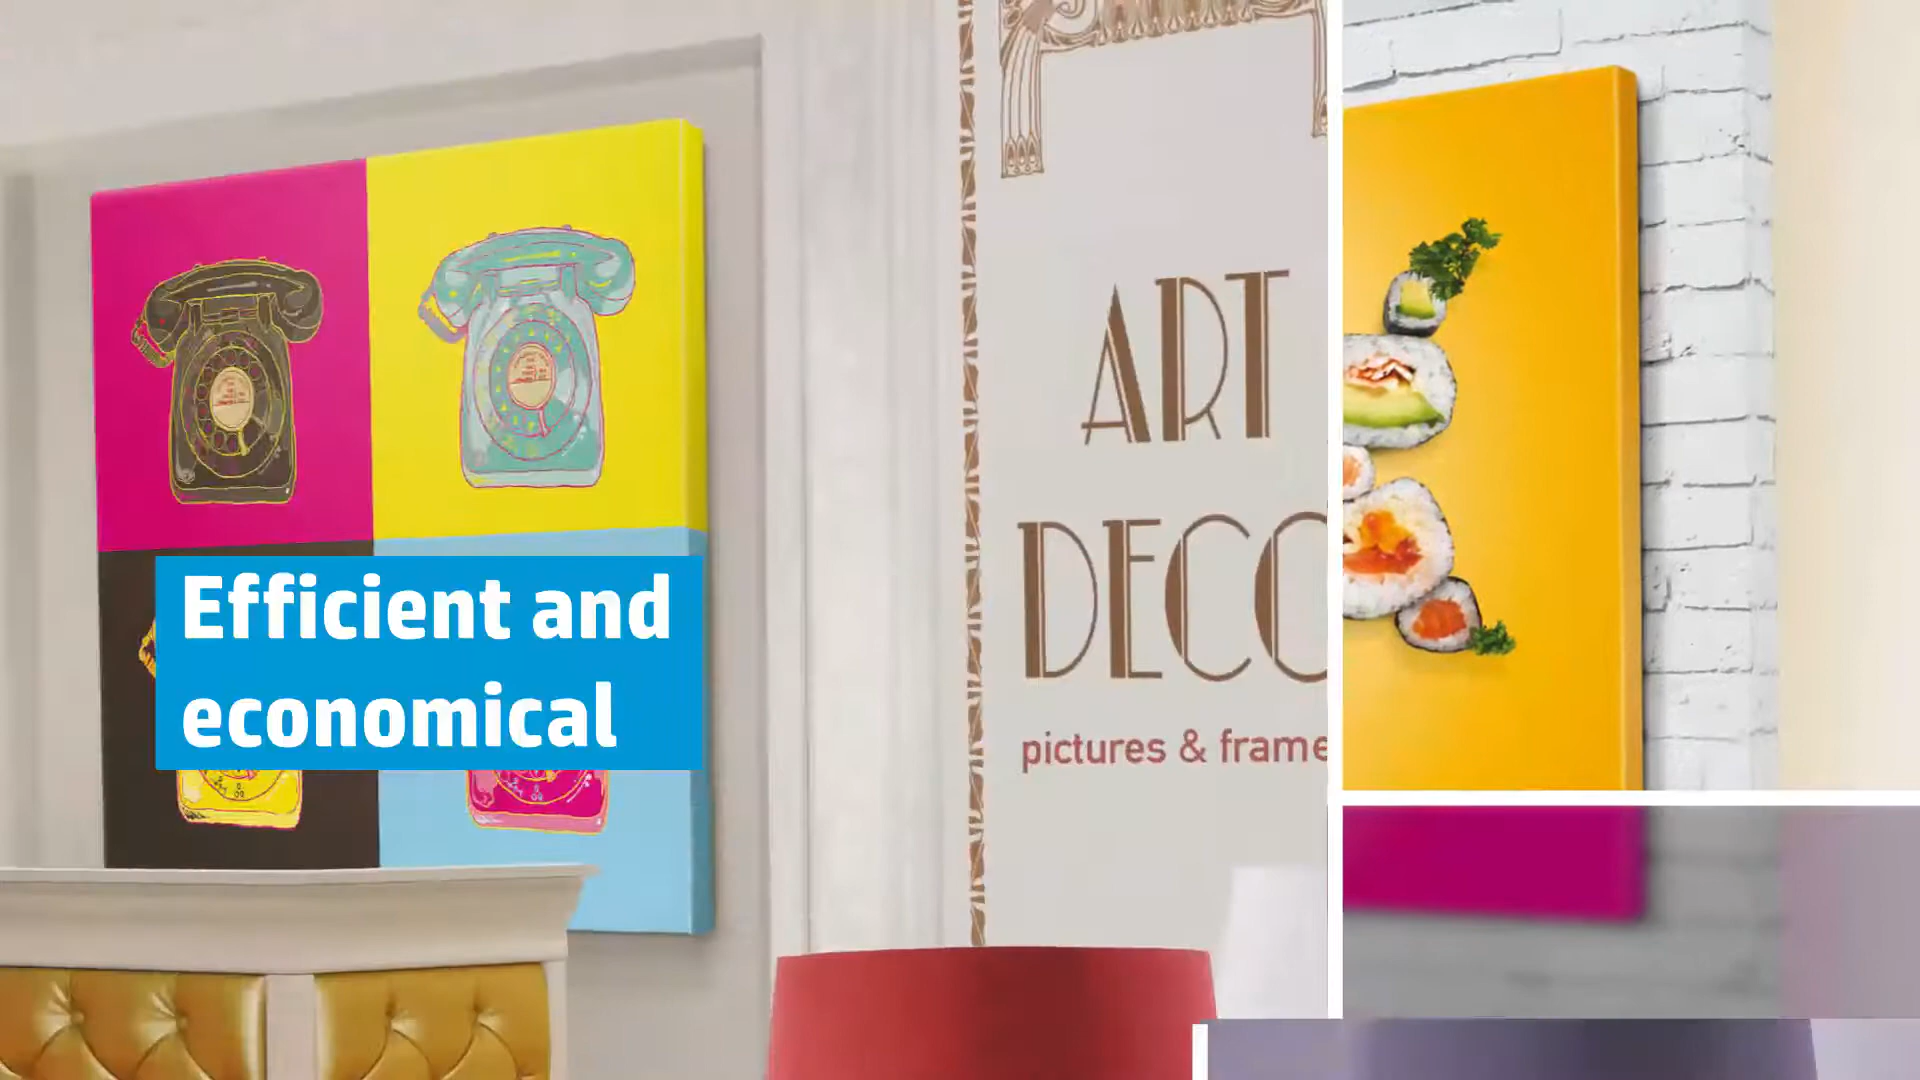 Efficient and
economical
ART
DECO
pictures & frame